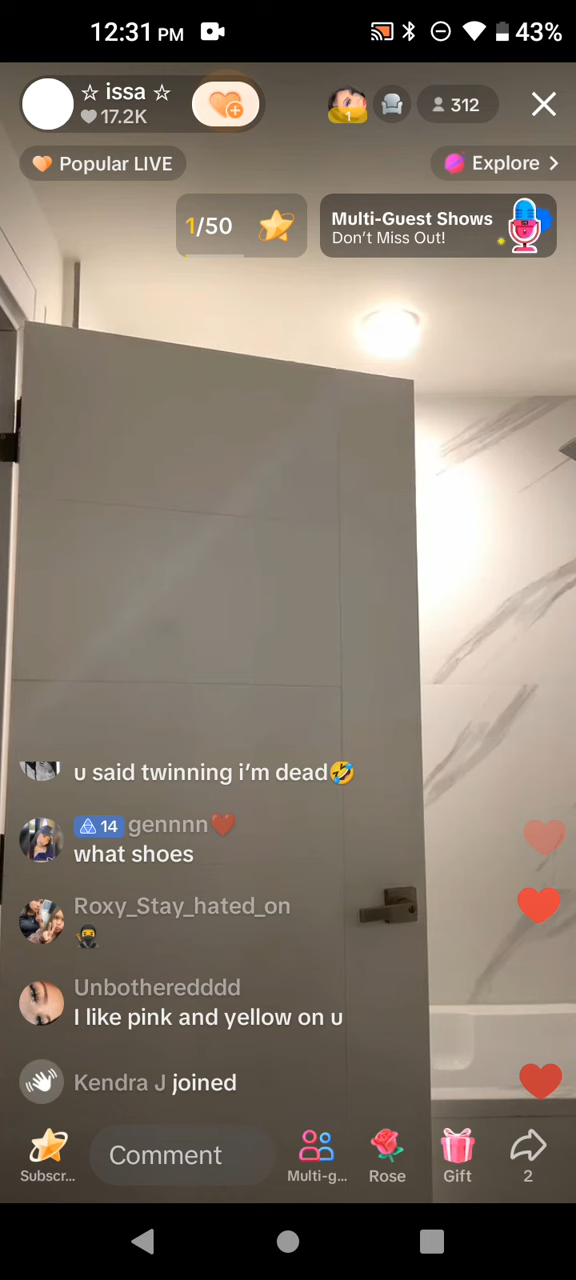 12:31 PM
43%
☆ issa ☆
17.2K
1
312
Popular LIVE
Explore >
1/50
Multi-Guest Shows
Don't Miss Out!
u said twinning i'm dead🤣
14 gennnn❤️
what shoes
Roxy_Stay_hated_on
🥷
Unbotheredddd
I like pink and yellow on u
Kendra J joined
Comment
Subscr...
Multi-g...
Rose
Gift
2